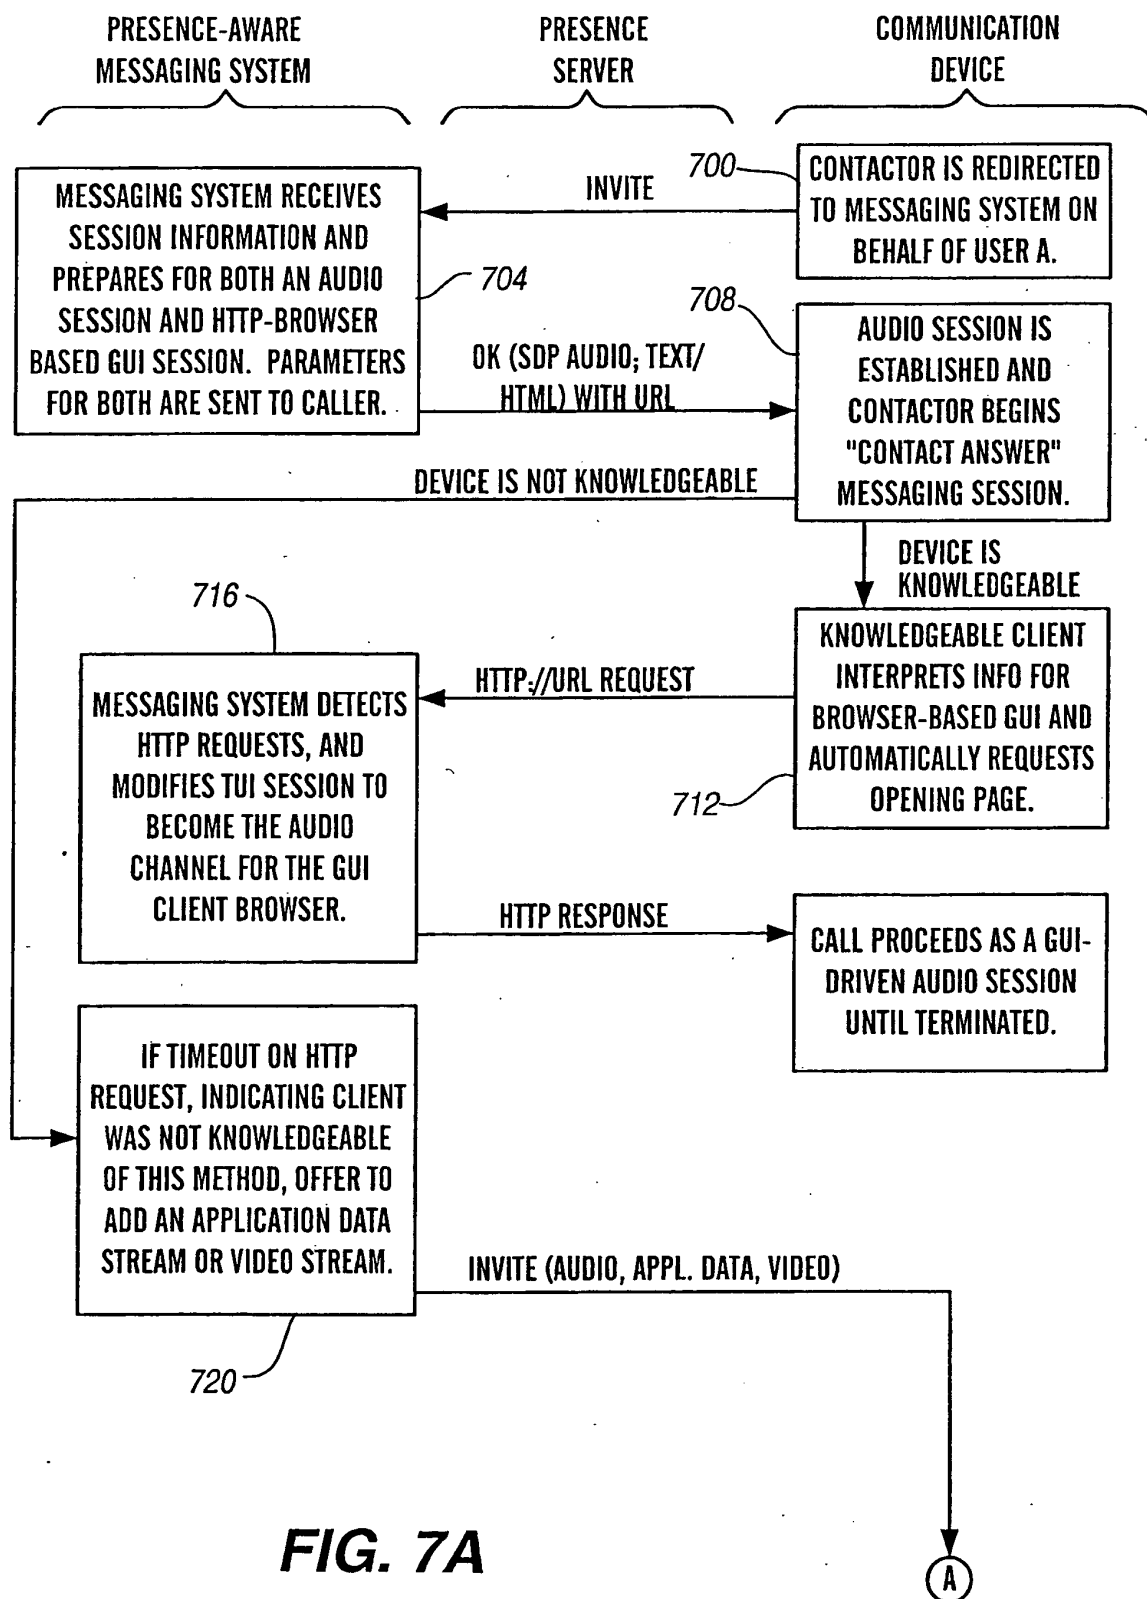 PRESENCE-AWARE
MESSAGING SYSTEM
PRESENCE
SERVER
COMMUNICATION
DEVICE
700
CONTACTOR IS REDIRECTED
TO MESSAGING SYSTEM ON
BEHALF OF USER A.
INVITE
MESSAGING SYSTEM RECEIVES
SESSION INFORMATION AND
PREPARES FOR BOTH AN AUDIO
SESSION AND HTTP-BROWSER
BASED GUI SESSION. PARAMETERS
FOR BOTH ARE SENT TO CALLER.
704
OK (SDP AUDIO; TEXT/
HTML) WITH URL
708
AUDIO SESSION IS
ESTABLISHED AND
CONTACTOR BEGINS
"CONTACT ANSWER"
MESSAGING SESSION.
DEVICE IS NOT KNOWLEDGEABLE
DEVICE IS
KNOWLEDGEABLE
KNOWLEDGEABLE CLIENT
INTERPRETS INFO FOR
BROWSER-BASED GUI AND
AUTOMATICALLY REQUESTS
OPENING PAGE.
712
HTTP://URL REQUEST
716
MESSAGING SYSTEM DETECTS
HTTP REQUESTS, AND
MODIFIES TUI SESSION TO
BECOME THE AUDIO
CHANNEL FOR THE GUI
CLIENT BROWSER.
HTTP RESPONSE
CALL PROCEEDS AS A GUI-
DRIVEN AUDIO SESSION
UNTIL TERMINATED.
IF TIMEOUT ON HTTP
REQUEST, INDICATING CLIENT
WAS NOT KNOWLEDGEABLE
OF THIS METHOD, OFFER TO
ADD AN APPLICATION DATA
STREAM OR VIDEO STREAM.
720
INVITE (AUDIO, APPL. DATA, VIDEO)
A
FIG. 7A